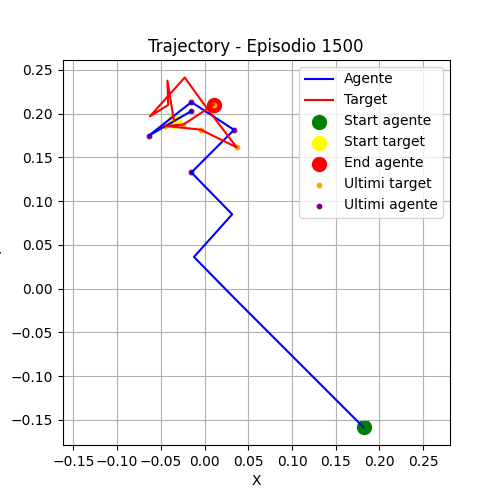 Trajectory - Episodio 1500
0.25
0.20
0.15
0.10
0.05
0.00
−0.05
−0.10
−0.15
Agente
Target
Start agente
Start target
End agente
Ultimi target
Ultimi agente
−0.15 −0.10 −0.05 0.00 0.05 0.10 0.15 0.20 0.25
X